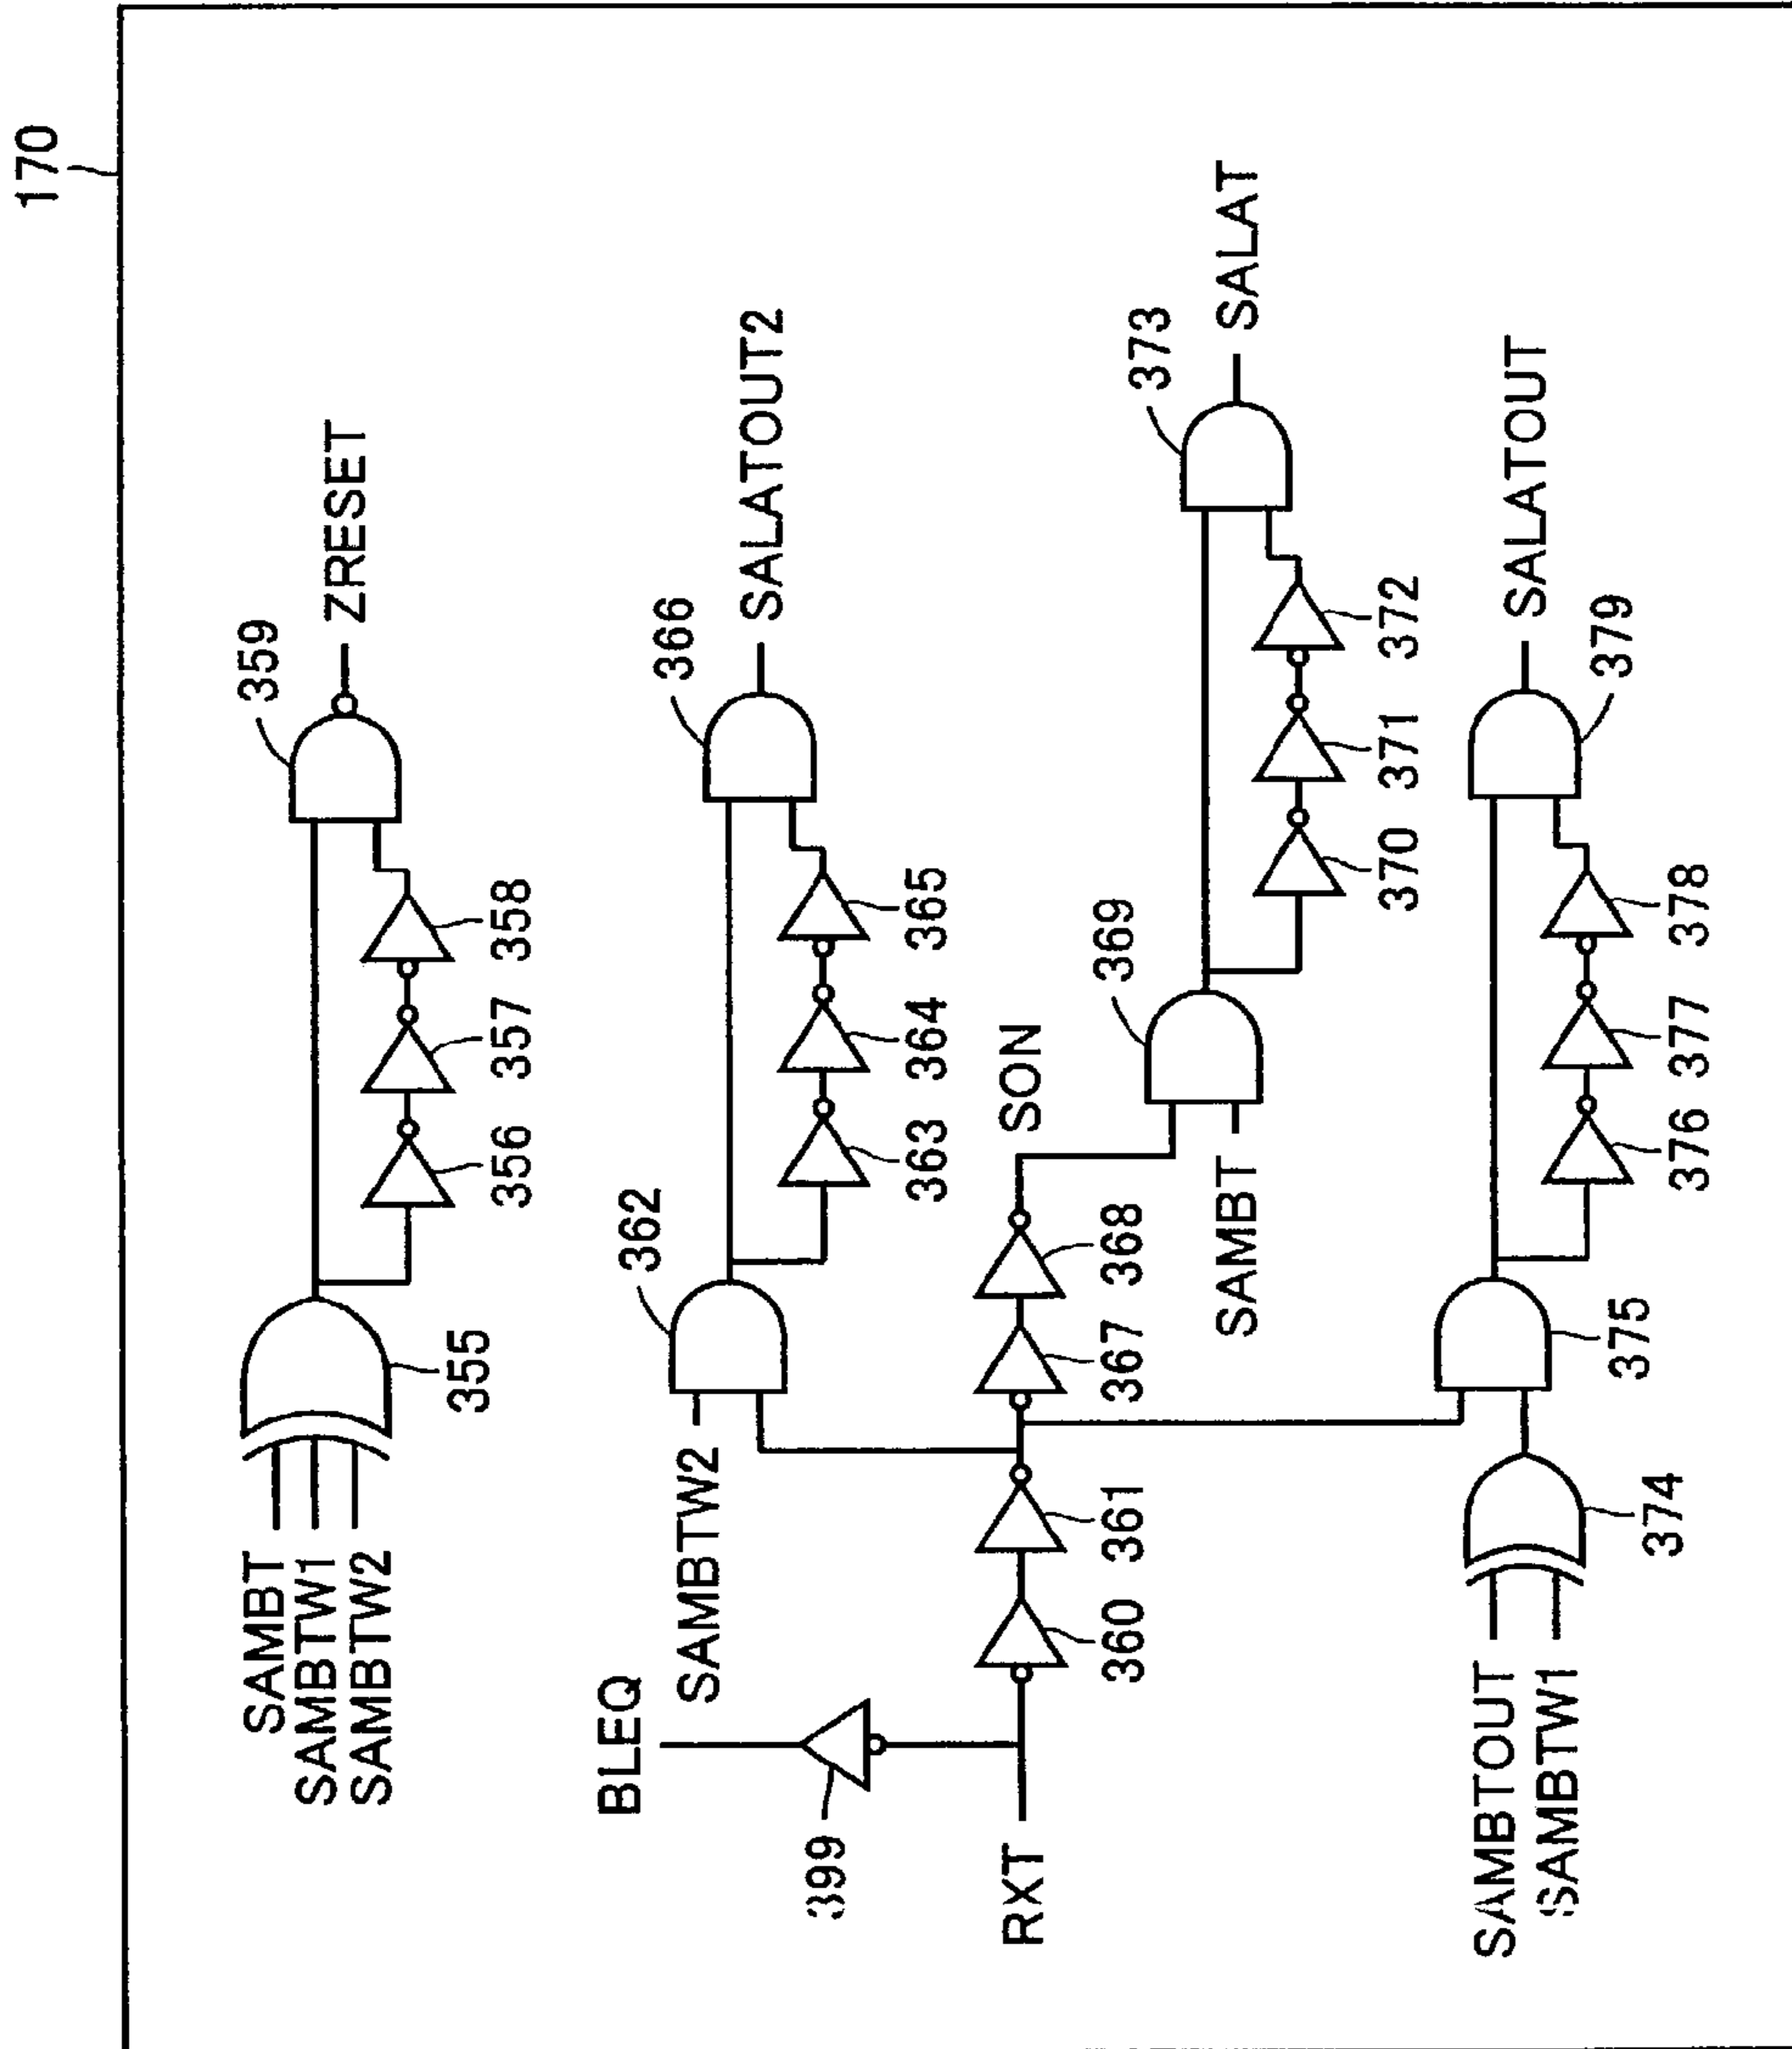 170
SAMBT
SAMBTW1
SAMBTW2
355
356
357
358
359
ZRESET
BLEQ
399
SAMBTW2
362
363
364
365
366
SALATOUT2
RXT
360
361
367
368
SON
SAMBT
369
370
371
372
373
SALAT
SAMBTOUT
SAMBTW1
374
375
376
377
378
379
SALATOUT